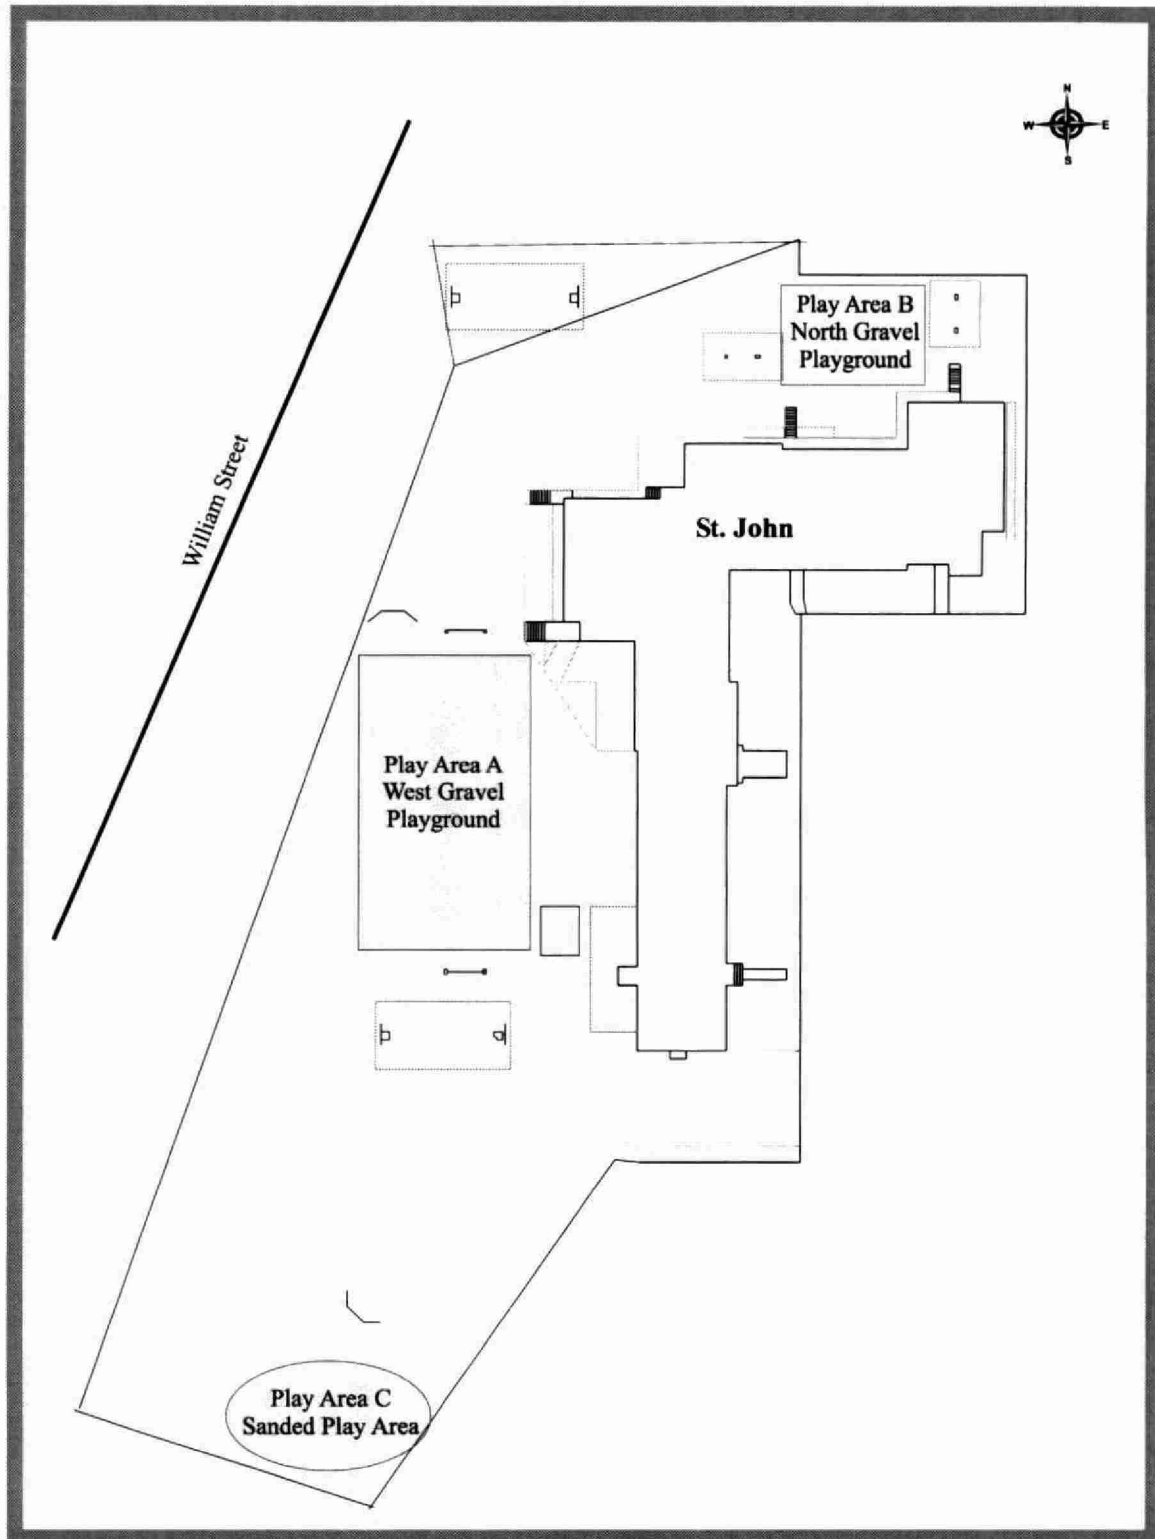 N
W E
S
Play Area B
North Gravel
Playground
William Street
St. John
Play Area A
West Gravel
Playground
Play Area C
Sanded Play Area